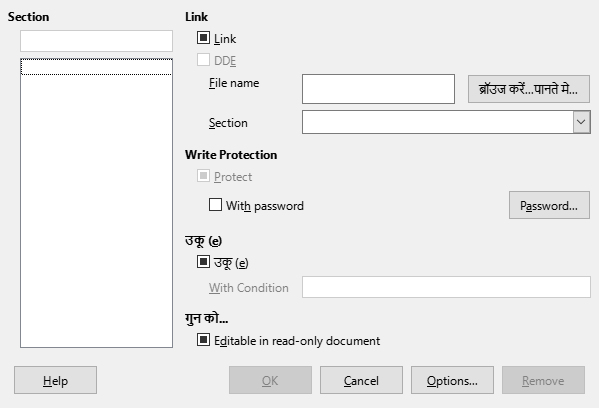 Section
Link
Link
DDE
File name
ब्रॉउज करें...पानते मे...
Section
Write Protection
Protect
With password
Password...
उकू (e)
उकू (e)
With Condition
गुन को...
Editable in read-only document
Help
OK
Cancel
Options...
Remove